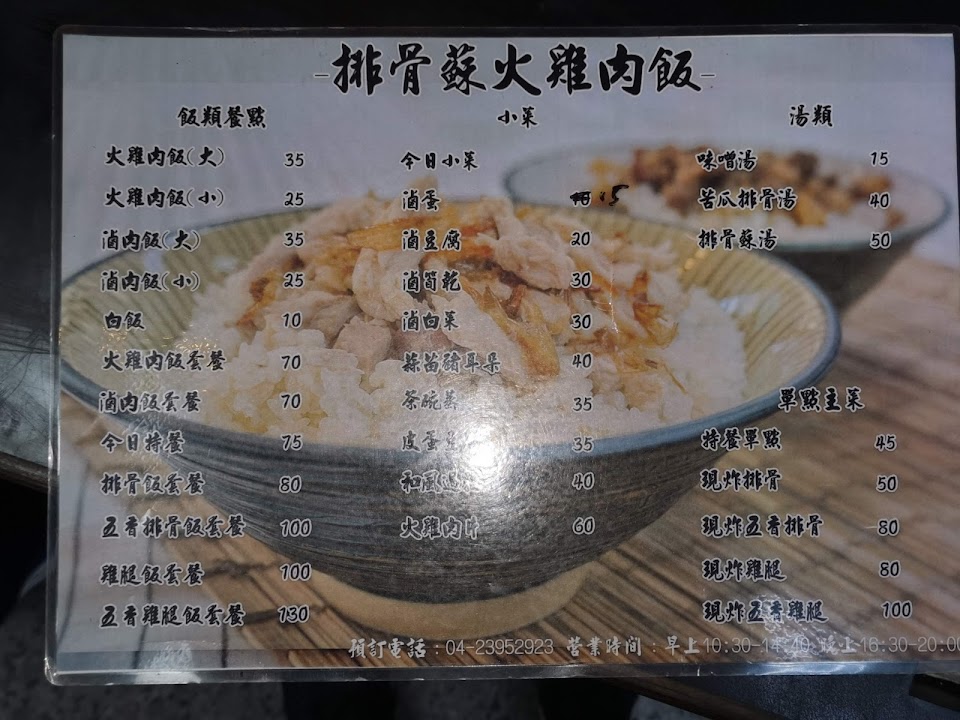 -排骨蘇火雞肉飯-
飯類餐點
火雞肉飯(大) 35
火雞肉飯(小) 25
滷肉飯(大) 35
滷肉飯(小) 25
白飯 10
火雞肉飯套餐 70
滷肉飯套餐 70
今日特餐 75
排骨飯套餐 80
五香排骨飯套餐 100
雞腿飯套餐 100
五香雞腿飯套餐 130
小菜
今日小菜
滷蛋 15
滷豆腐 20
滷筍乾 30
滷白菜 30
蒜苗豬耳朵 40
茶碗蒸 35
皮蛋 35
和風 40
火雞肉片 60
湯類
味噌湯 15
苦瓜排骨湯 40
排骨蘇湯 50
單點主菜
特餐單點 45
現炸排骨 50
現炸五香排骨 80
現炸雞腿 80
現炸五香雞腿 100
預訂電話：04-23952923 營業時間：早上10:30-14:40 晚上16:30-20:00